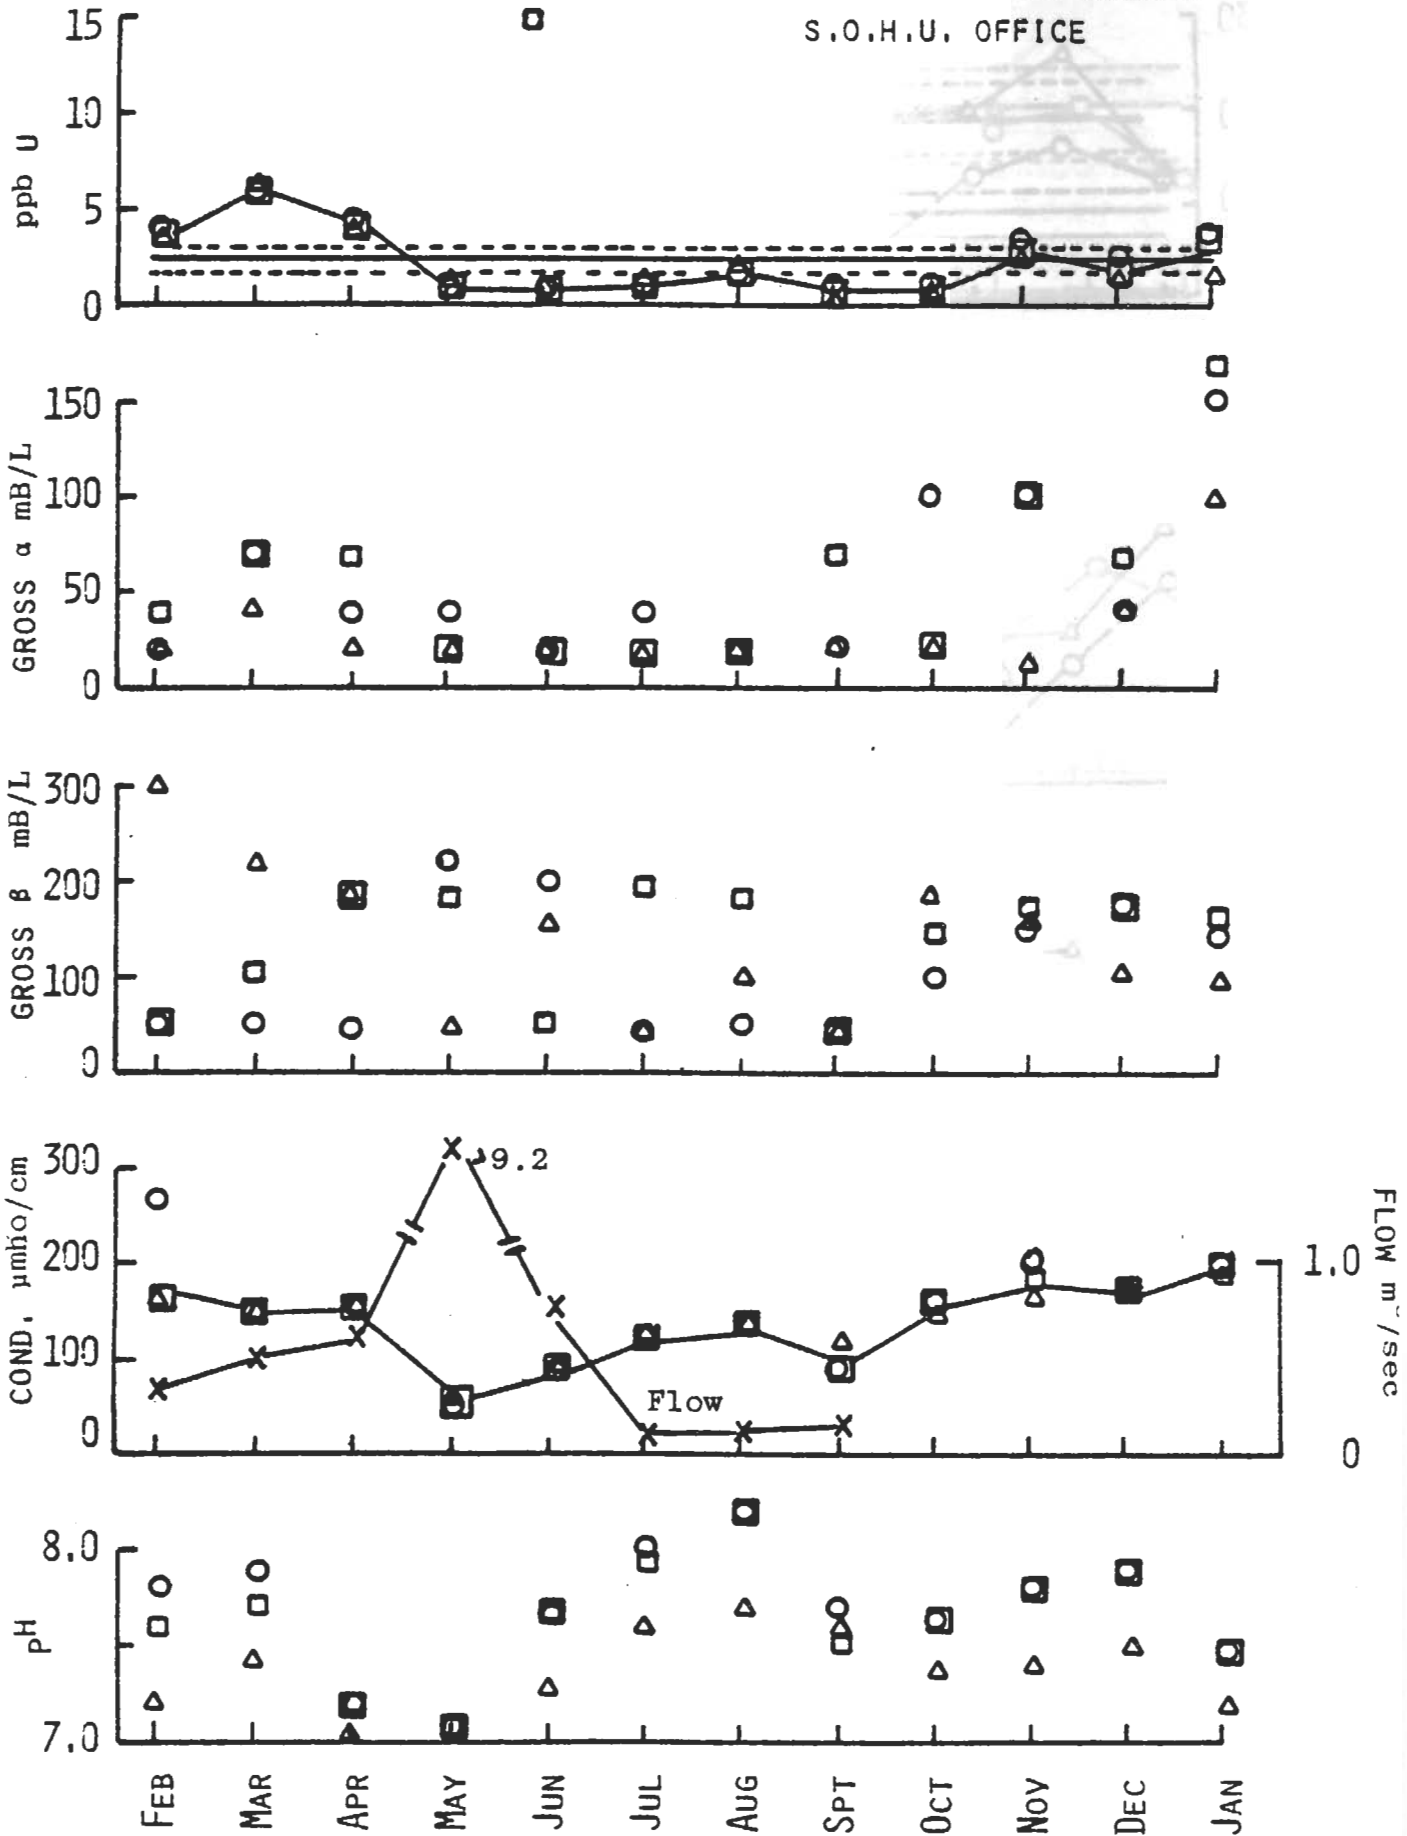 S.O.H.U. OFFICE
15
10
5
0
ppb U
150
100
50
0
GROSS α mB/L
300
200
100
0
GROSS β mB/L
9.2
300
200
100
0
COND. µmho/cm
Flow
1.0
0
FLOW m³/sec
8.0
7.0
PH
FEB MAR APR MAY JUN JUL AUG SPT OCT NOV DEC JAN